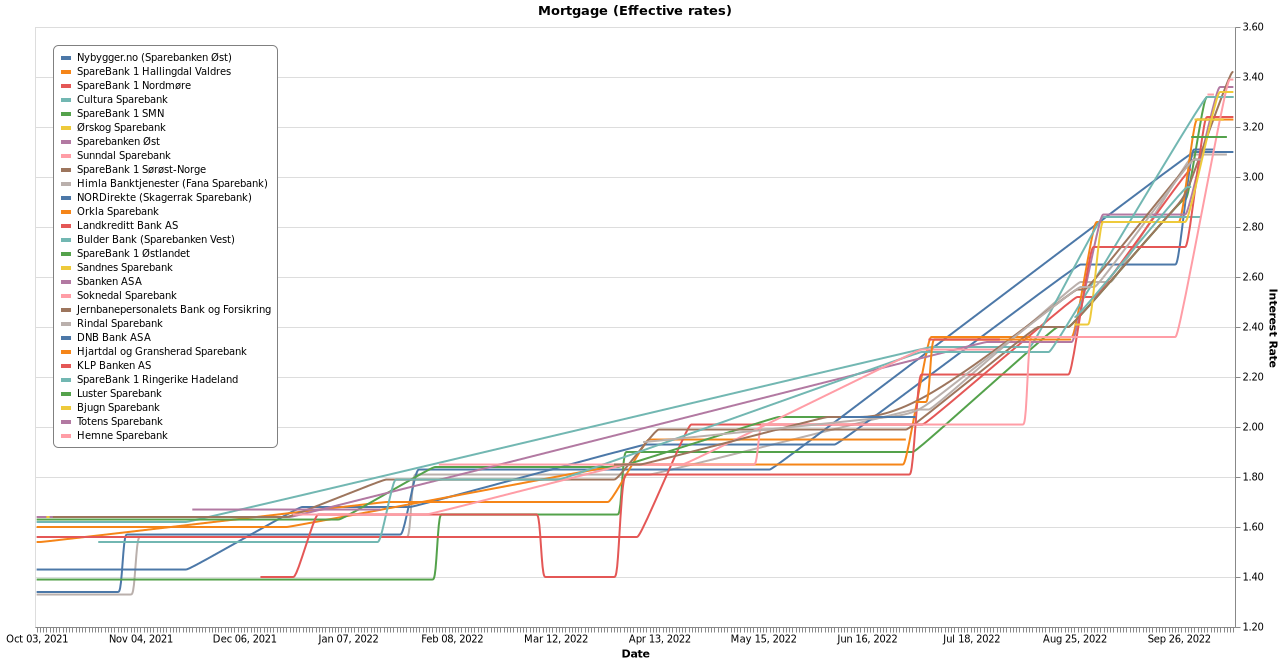 Mortgage (Effective rates)
Nybygger.no (Sparebanken Øst)
SpareBank 1 Hallingdal Valdres
SpareBank 1 Nordmøre
Cultura Sparebank
SpareBank 1 SMN
Ørskog Sparebank
Sparebanken Øst
Sunndal Sparebank
SpareBank 1 Sørøst-Norge
Himla Banktjenester (Fana Sparebank)
NORDirekte (Skagerrak Sparebank)
Orkla Sparebank
Landkreditt Bank AS
Bulder Bank (Sparebanken Vest)
SpareBank 1 Østlandet
Sandnes Sparebank
Sbanken ASA
Soknedal Sparebank
Jernbanepersonalets Bank og Forsikring
Rindal Sparebank
DNB Bank ASA
Hjartdal og Gransherad Sparebank
KLP Banken AS
SpareBank 1 Ringerike Hadeland
Luster Sparebank
Bjugn Sparebank
Totens Sparebank
Hemne Sparebank
3.60
3.40
3.20
3.00
2.80
2.60
2.40
2.20
2.00
1.80
1.60
1.40
1.20
Interest Rate
Oct 03, 2021 Nov 04, 2021 Dec 06, 2021 Jan 07, 2022 Feb 08, 2022 Mar 12, 2022 Apr 13, 2022 May 15, 2022 Jun 16, 2022 Jul 18, 2022 Aug 25, 2022 Sep 26, 2022
Date